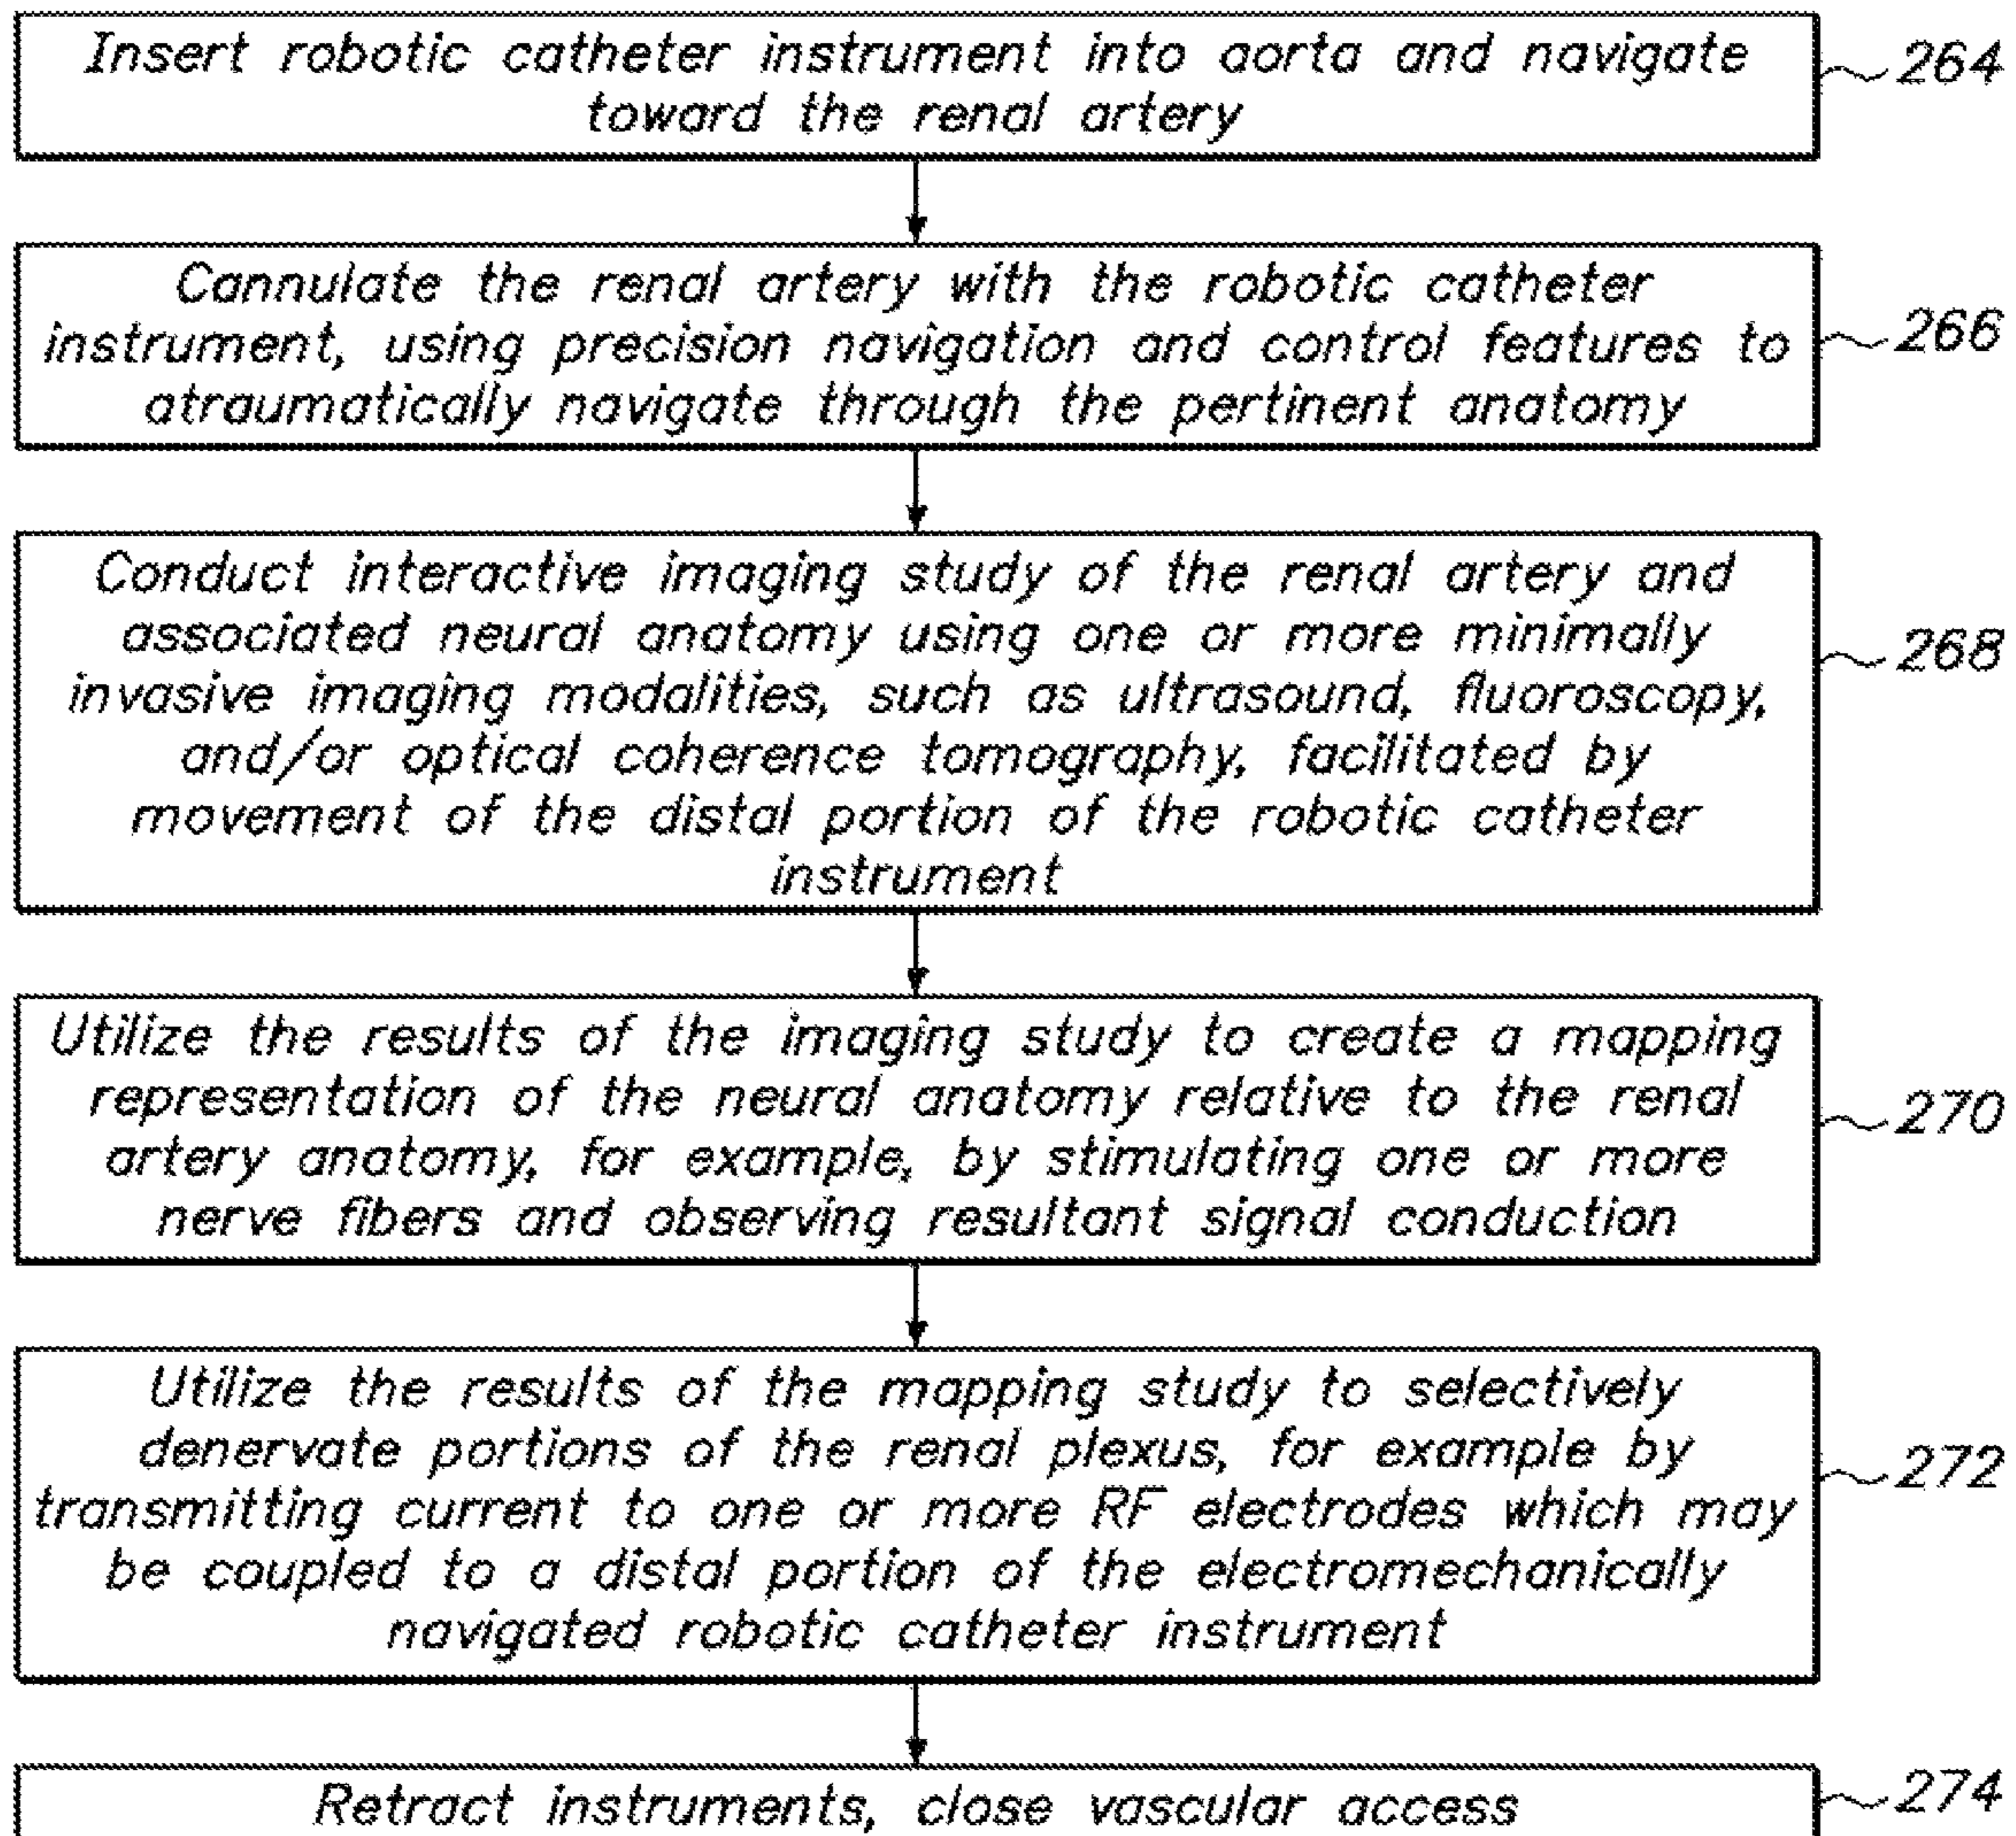 Insert robotic catheter instrument into aorta and navigate
toward the renal artery
264
Cannulate the renal artery with the robotic catheter
instrument, using precision navigation and control features to
atraumatically navigate through the pertinent anatomy
266
Conduct interactive imaging study of the renal artery and
associated neural anatomy using one or more minimally
invasive imaging modalities, such as ultrasound, fluoroscopy,
and/or optical coherence tomography, facilitated by
movement of the distal portion of the robotic catheter
instrument
268
Utilize the results of the imaging study to create a mapping
representation of the neural anatomy relative to the renal
artery anatomy, for example, by stimulating one or more
nerve fibers and observing resultant signal conduction
270
Utilize the results of the mapping study to selectively
denervate portions of the renal plexus, for example by
transmitting current to one or more RF electrodes which may
be coupled to a distal portion of the electromechanically
navigated robotic catheter instrument
272
Retract instruments, close vascular access
274